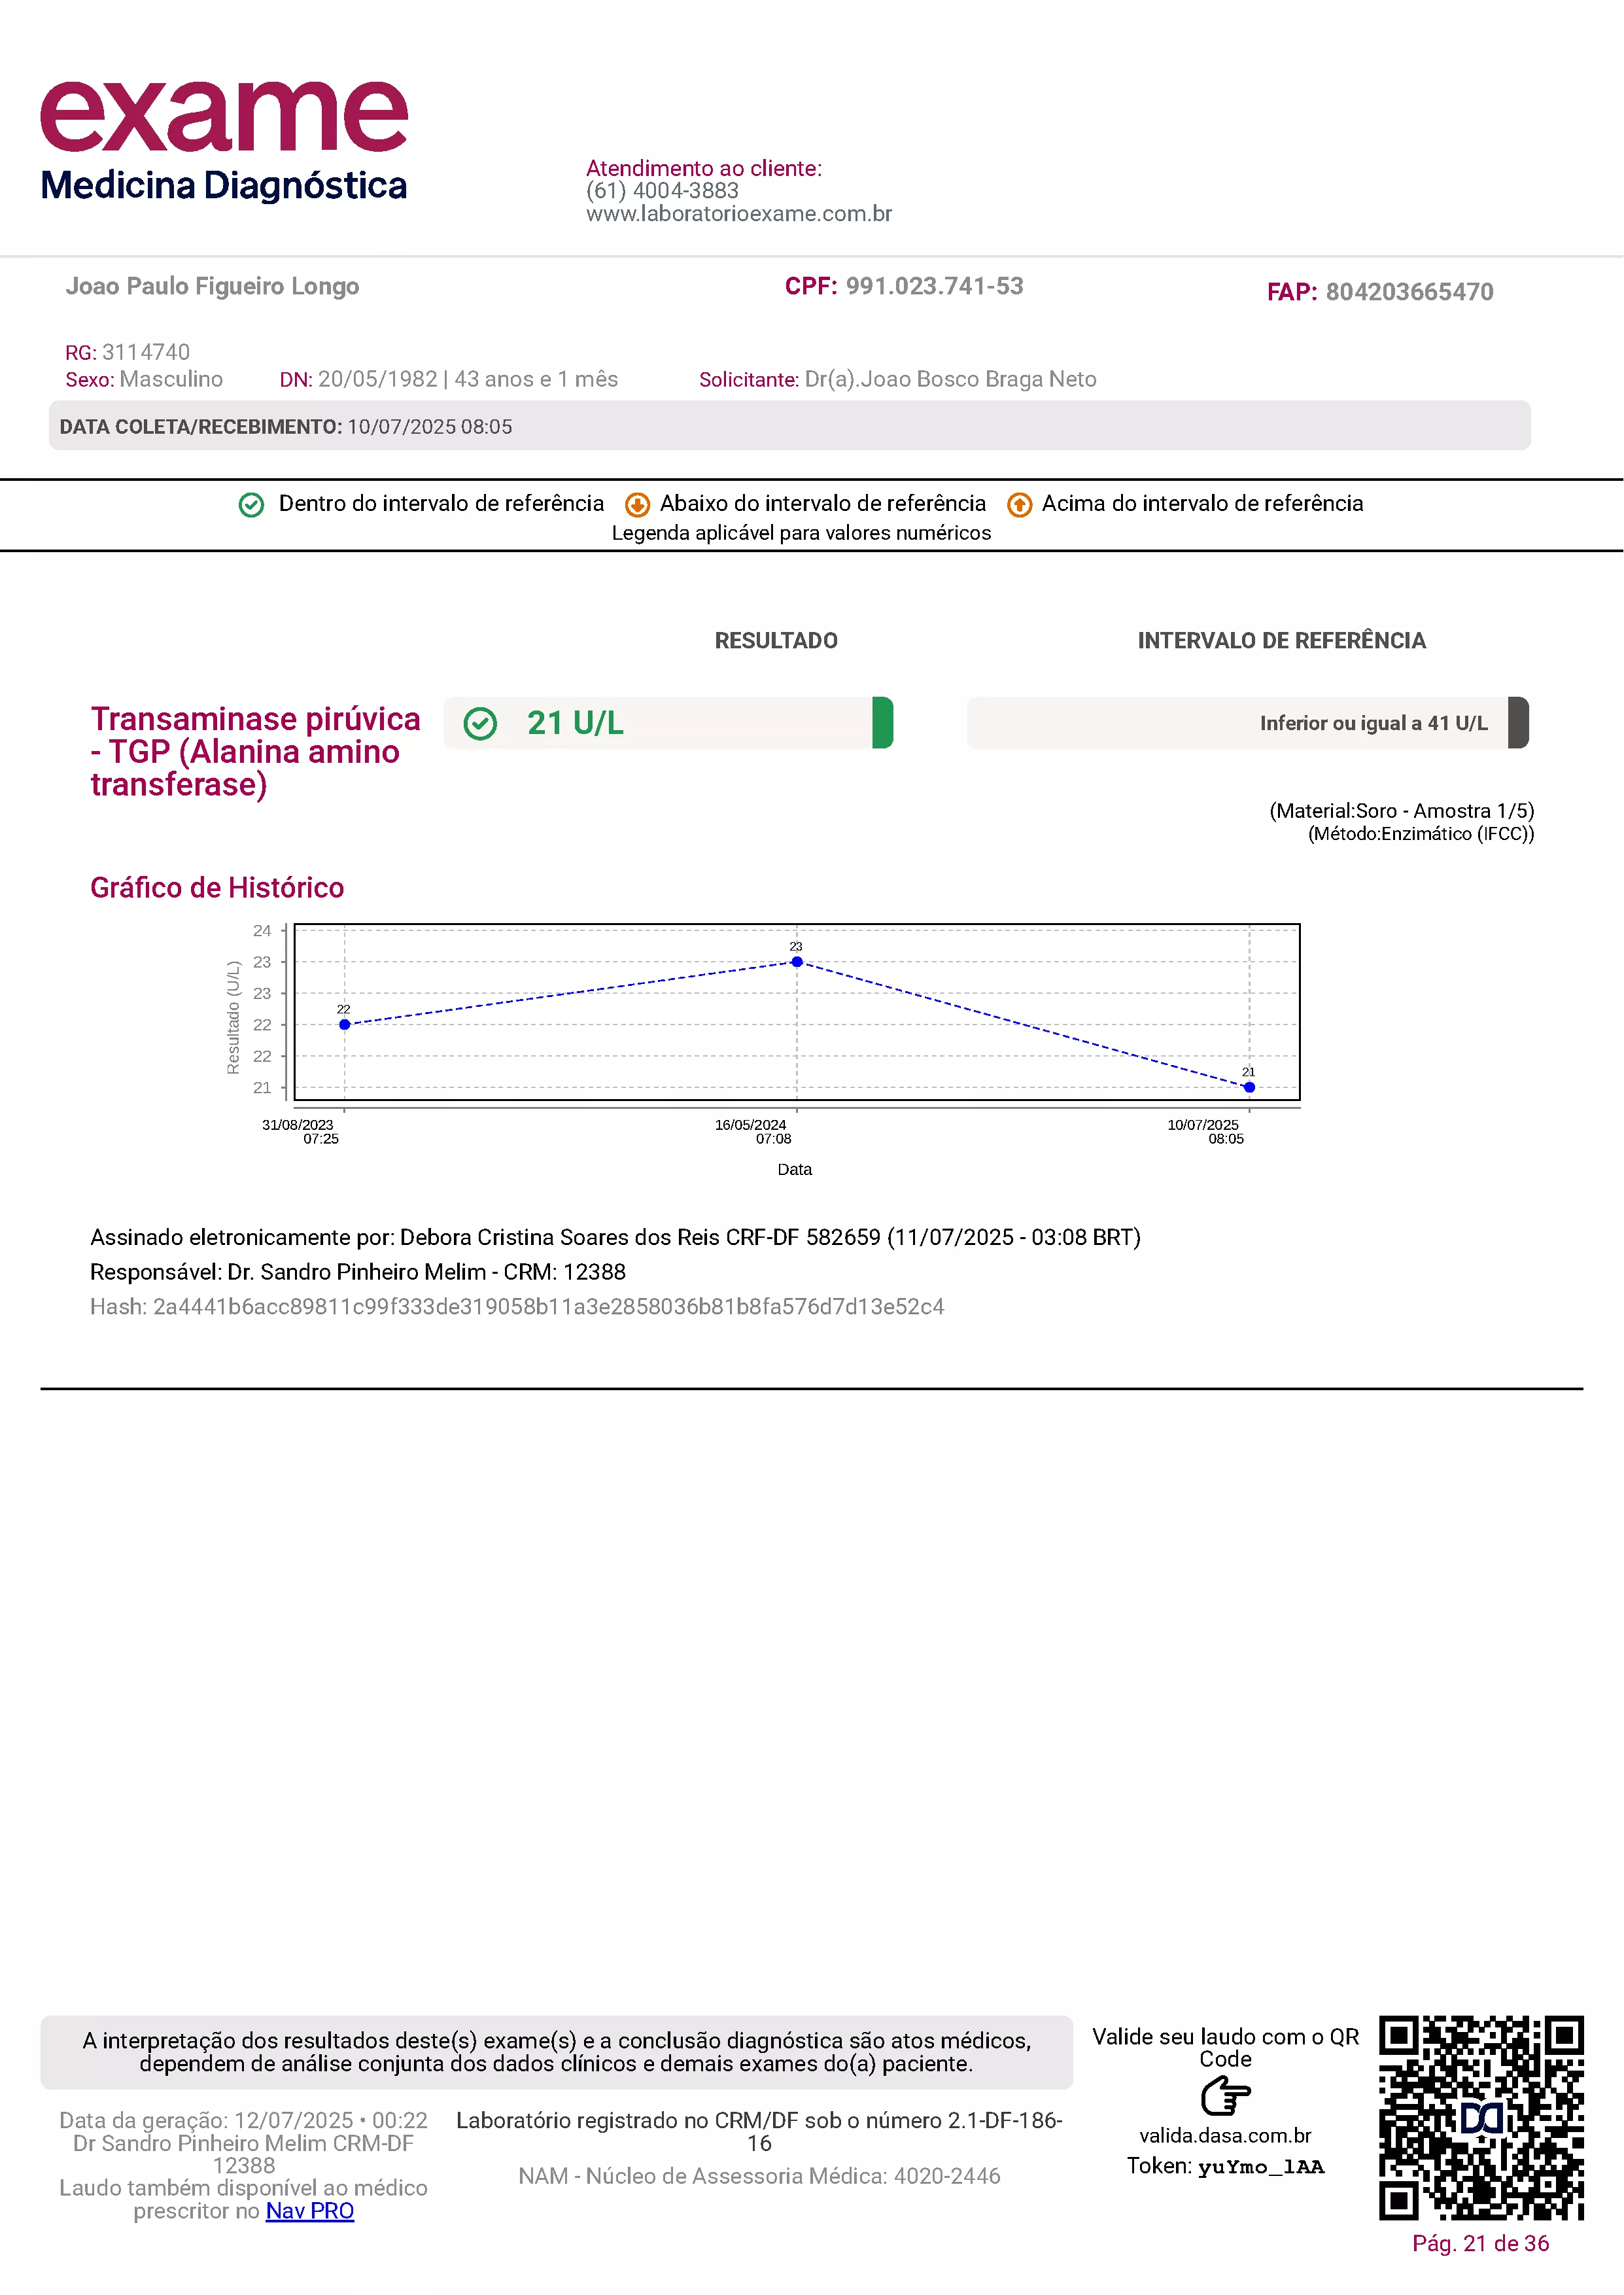 exame
Medicina Diagnóstica
Atendimento ao cliente:
(61) 4004-3883
www.laboratorioexame.com.br
Joao Paulo Figueiro Longo
CPF: 991.023.741-53
FAP: 804203665470
RG: 3114740
Sexo: Masculino DN: 20/05/1982 | 43 anos e 1 mês Solicitante: Dr(a).Joao Bosco Braga Neto
DATA COLETA/RECEBIMENTO: 10/07/2025 08:05
Dentro do intervalo de referência Abaixo do intervalo de referência Acima do intervalo de referência
Legenda aplicável para valores numéricos
RESULTADO INTERVALO DE REFERÊNCIA
Transaminase pirúvica
- TGP (Alanina amino
transferase)
21 U/L
Inferior ou igual a 41 U/L
(Material:Soro - Amostra 1/5)
(Método:Enzimático (IFCC))
Gráfico de Histórico
Resultado (U/L)
24
23
23
22
22
21
22
23
21
31/08/2023
07:25
16/05/2024
07:08
10/07/2025
08:05
Data
Assinado eletronicamente por: Debora Cristina Soares dos Reis CRF-DF 582659 (11/07/2025 - 03:08 BRT)
Responsável: Dr. Sandro Pinheiro Melim - CRM: 12388
Hash: 2a4441b6acc89811c99f333de319058b11a3e2858036b81b8fa576d7d13e52c4
A interpretação dos resultados deste(s) exame(s) e a conclusão diagnóstica são atos médicos,
dependem de análise conjunta dos dados clínicos e demais exames do(a) paciente.
Data da geração: 12/07/2025 • 00:22
Dr Sandro Pinheiro Melim CRM-DF
12388
Laudo também disponível ao médico
prescritor no Nav PRO
Laboratório registrado no CRM/DF sob o número 2.1-DF-186-
16
NAM - Núcleo de Assessoria Médica: 4020-2446
Valide seu laudo com o QR
Code
valida.dasa.com.br
Token: yuYmo_lAA
Pág. 21 de 36